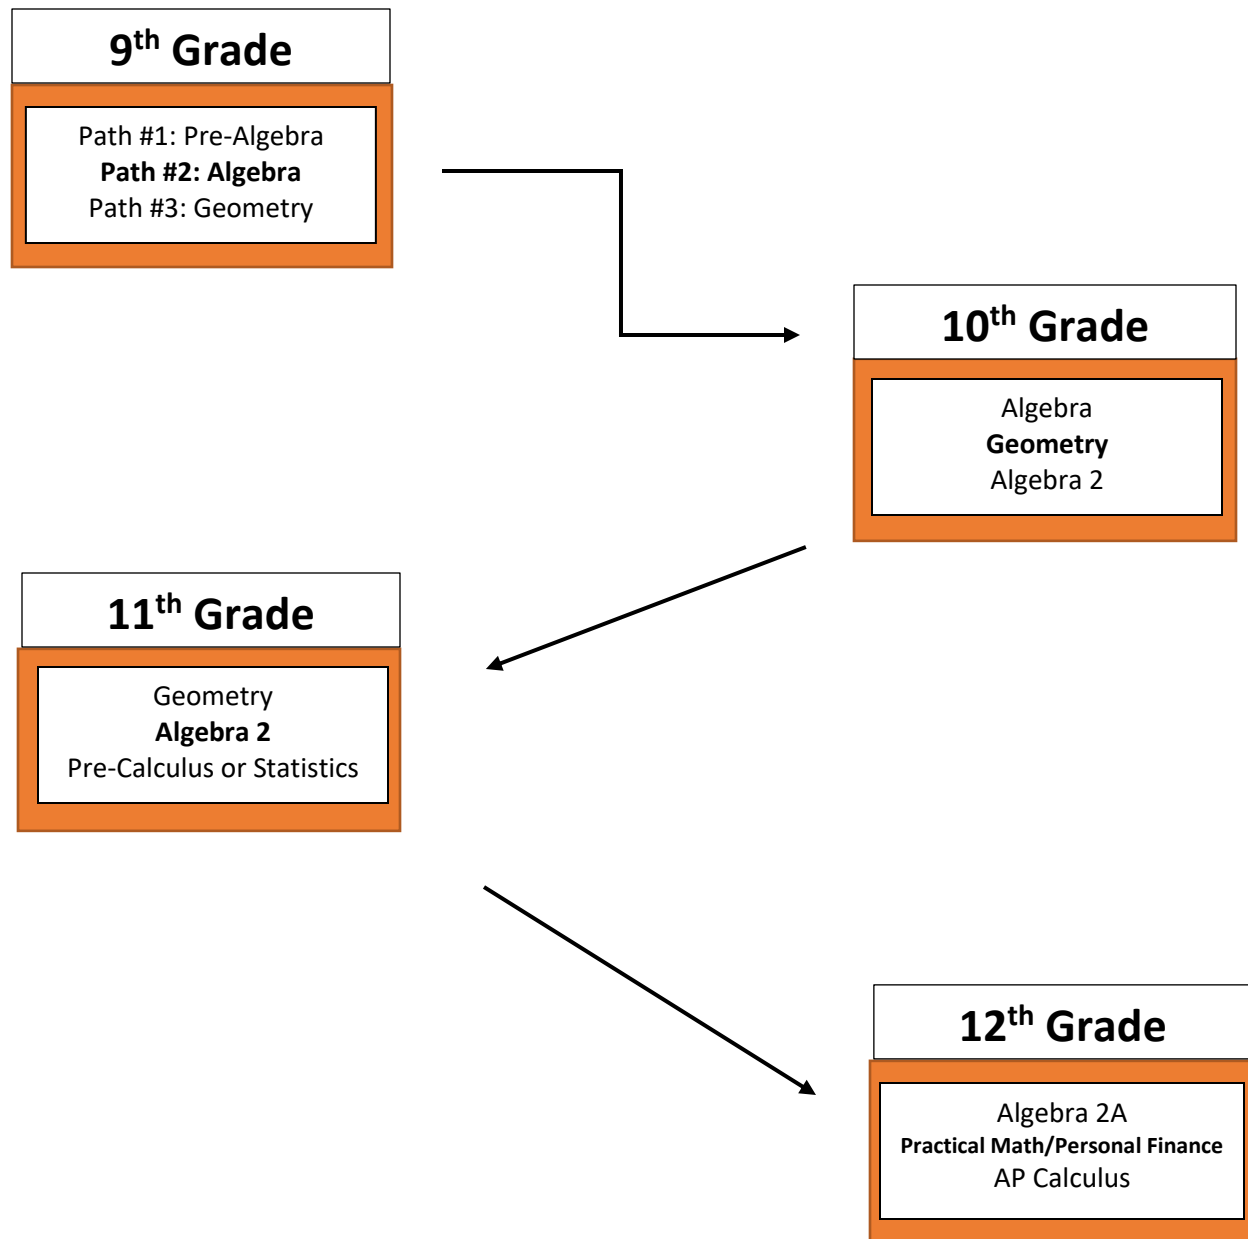 9th Grade
Path #1: Pre-Algebra
Path #2: Algebra
Path #3: Geometry
10th Grade
Algebra
Geometry
Algebra 2
11th Grade
Geometry
Algebra 2
Pre-Calculus or Statistics
12th Grade
Algebra 2A
Practical Math/Personal Finance
AP Calculus